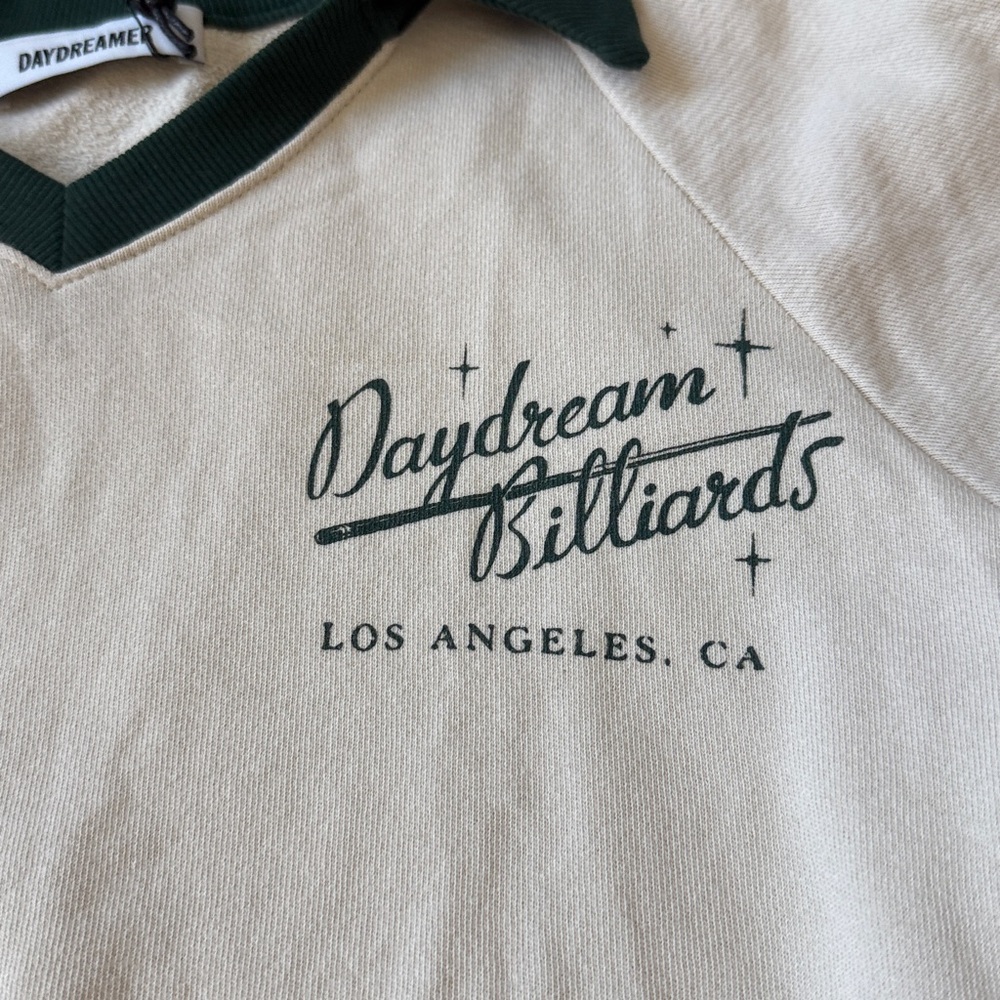 DAYDREAMER
Daydream
Billiards
LOS ANGELES, CA